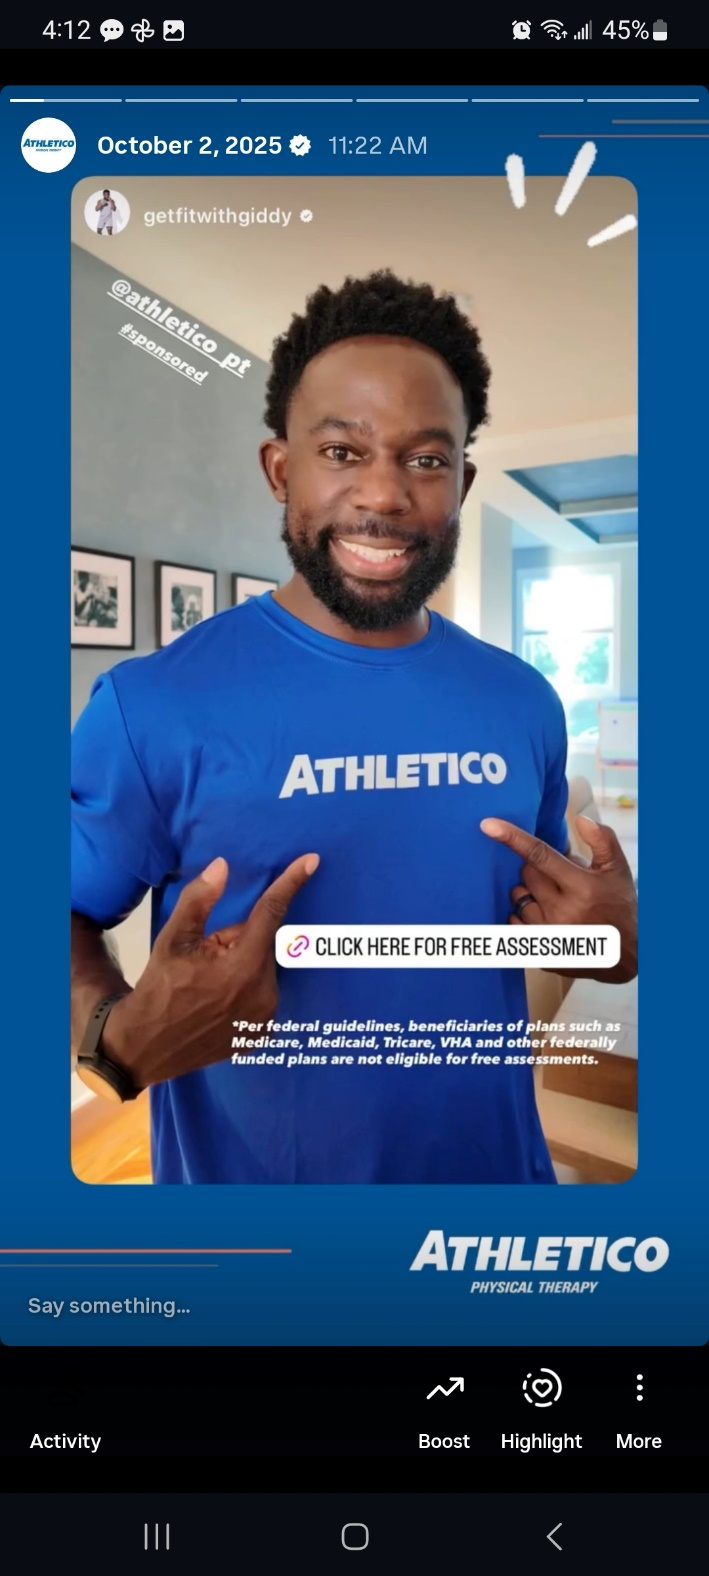 4:12
45%
ATHLETICO
October 2, 2025
11:22 AM
getfitwithgiddy
@athletico_pt
#sponsored
ATHLETICO
CLICK HERE FOR FREE ASSESSMENT
*Per federal guidelines, beneficiaries of plans such as
Medicare, Medicaid, Tricare, VHA and other federally
funded plans are not eligible for free assessments.
ATHLETICO
PHYSICAL THERAPY
Say something...
Activity
Boost
Highlight
More